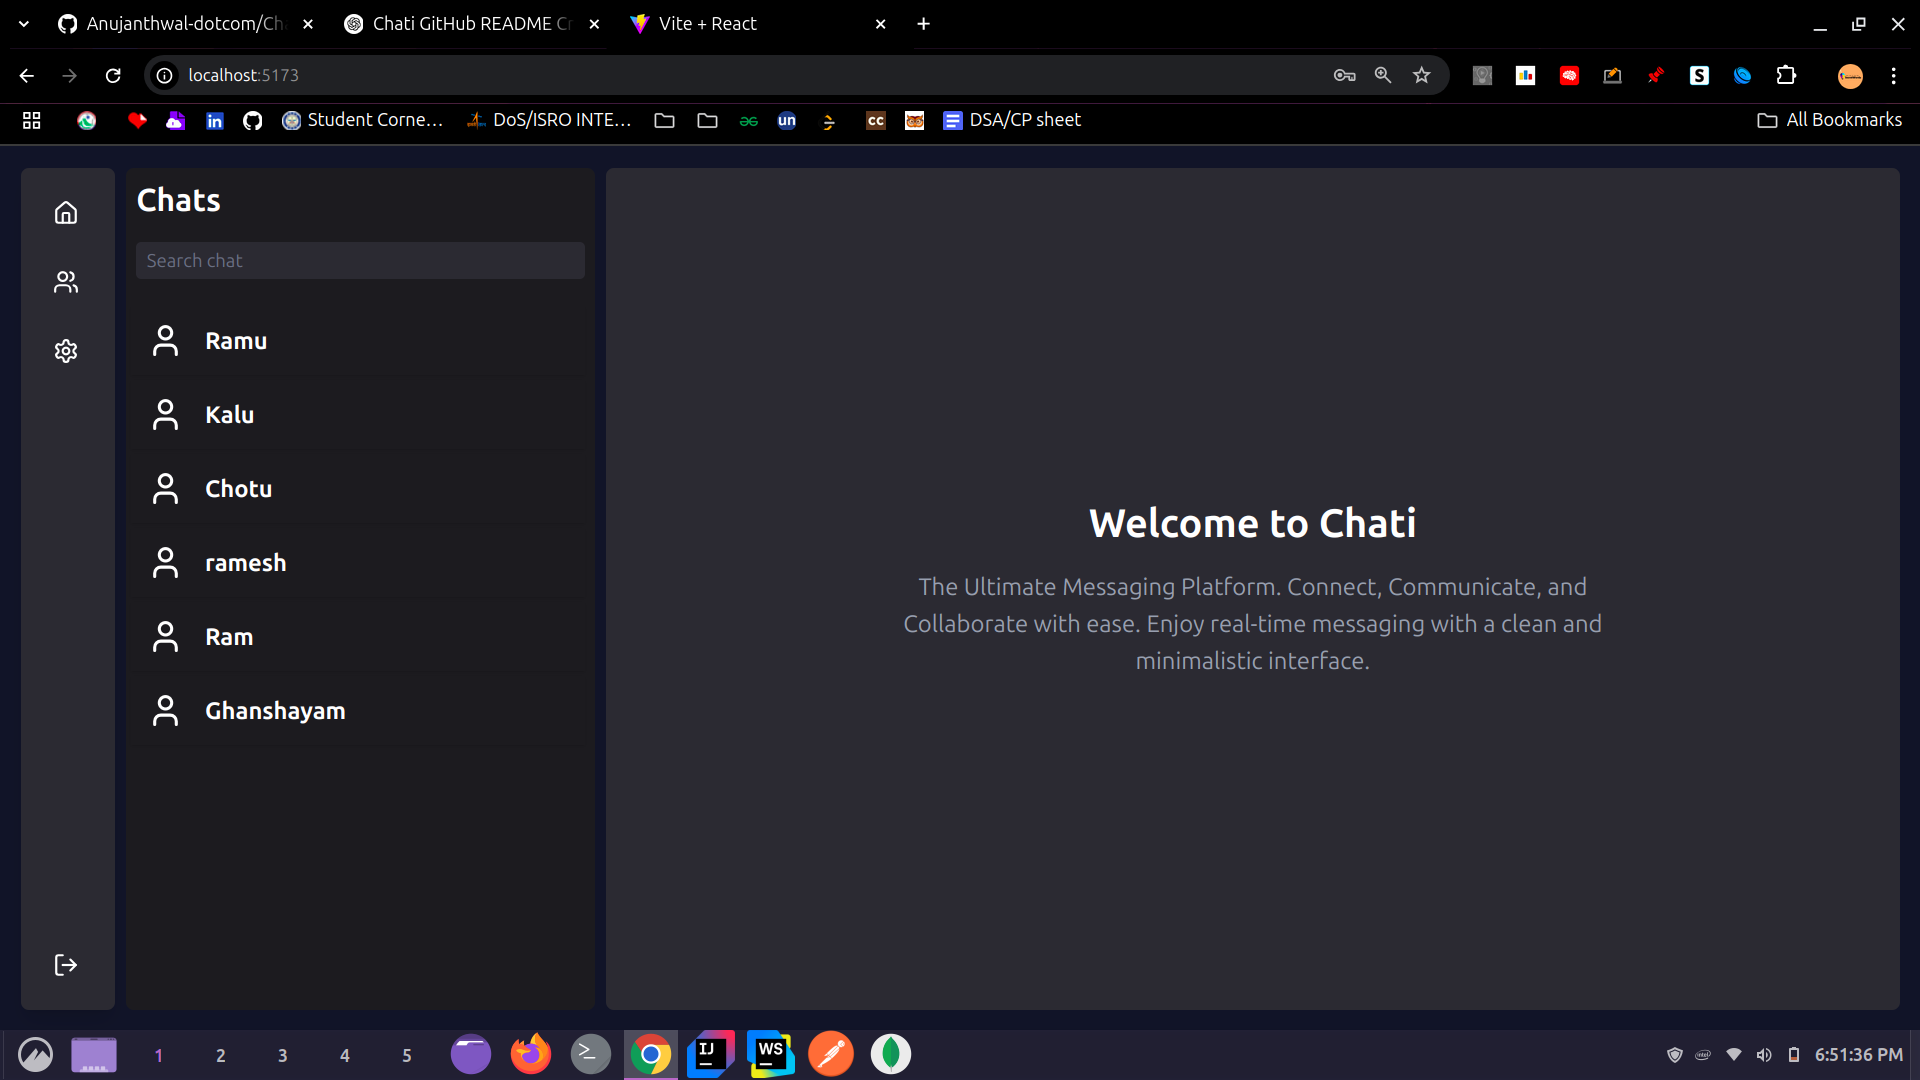 Anujanthwal-dotcom/Cha
Chati GitHub README Cr
Vite + React
localhost:5173
Student Corne...
DoS/ISRO INTE...
un
cc
DSA/CP sheet
All Bookmarks
Chats
Search chat
Ramu
Kalu
Chotu
ramesh
Ram
Ghanshayam
Welcome to Chati
The Ultimate Messaging Platform. Connect, Communicate, and
Collaborate with ease. Enjoy real-time messaging with a clean and
minimalistic interface.
1 2 3 4 5
IJ
WS
6:51:36 PM